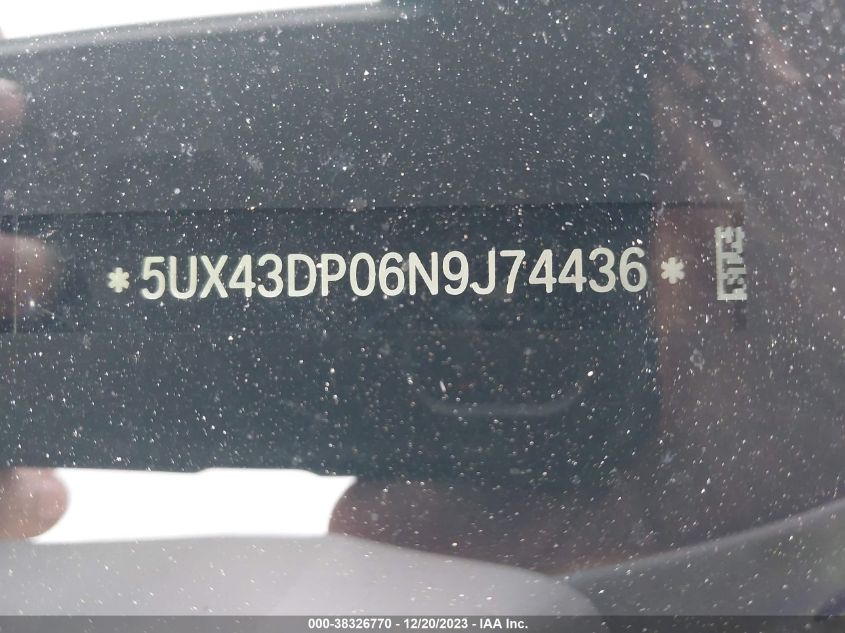 *5UX43DP06N9J74436*
000-38326770 - 12/20/2023 - IAA Inc.